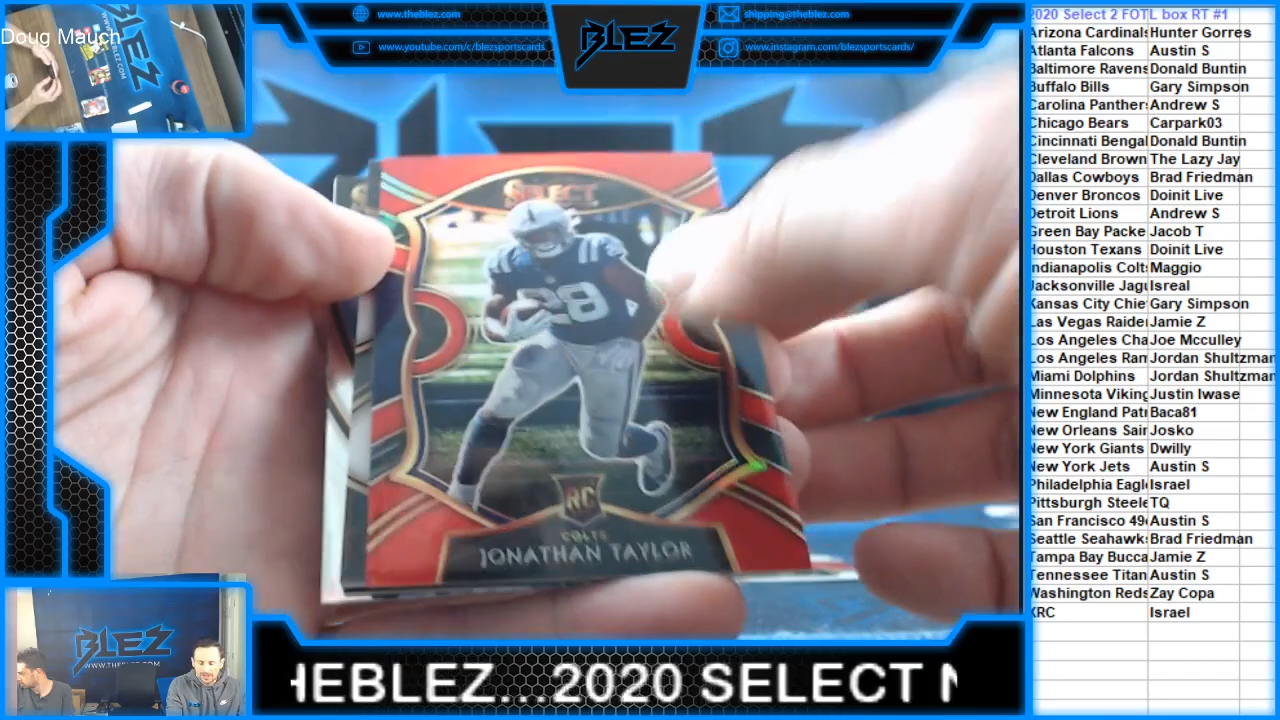 Doug Mauch
www.theblez.com
www.youtube.com/c/blezsportscards
BLEZ
shipping@theblez.com
www.instagram.com/blezsportscards/
BLEZ
SELECT
28
RC
COLTS
JONATHAN TAYLOR
BLEZ
WWW.THEBLEZ.COM
HEBLEZ...2020 SELECT N
2020 Select 2 FOTL box RT #1
Arizona Cardinals Hunter Gorres
Atlanta Falcons Austin S
Baltimore Ravens Donald Buntin
Buffalo Bills Gary Simpson
Carolina Panthers Andrew S
Chicago Bears Carpark03
Cincinnati Bengal Donald Buntin
Cleveland Brown The Lazy Jay
Dallas Cowboys Brad Friedman
Denver Broncos Doinit Live
Detroit Lions Andrew S
Green Bay Packe Jacob T
Houston Texans Doinit Live
Indianapolis Colts Maggio
Jacksonville Jagu Isreal
Kansas City Chie Gary Simpson
Las Vegas Raide Jamie Z
Los Angeles Cha Joe Mcculley
Los Angeles Ram Jordan Shultzman
Miami Dolphins Jordan Shultzman
Minnesota Viking Justin Iwase
New England Patr Baca81
New Orleans Sain Josko
New York Giants Dwilly
New York Jets Austin S
Philadelphia Eagl Israel
Pittsburgh Steele TQ
San Francisco 49 Austin S
Seattle Seahawk Brad Friedman
Tampa Bay Bucca Jamie Z
Tennessee Titan Austin S
Washington Reds Zay Copa
XRC Israel